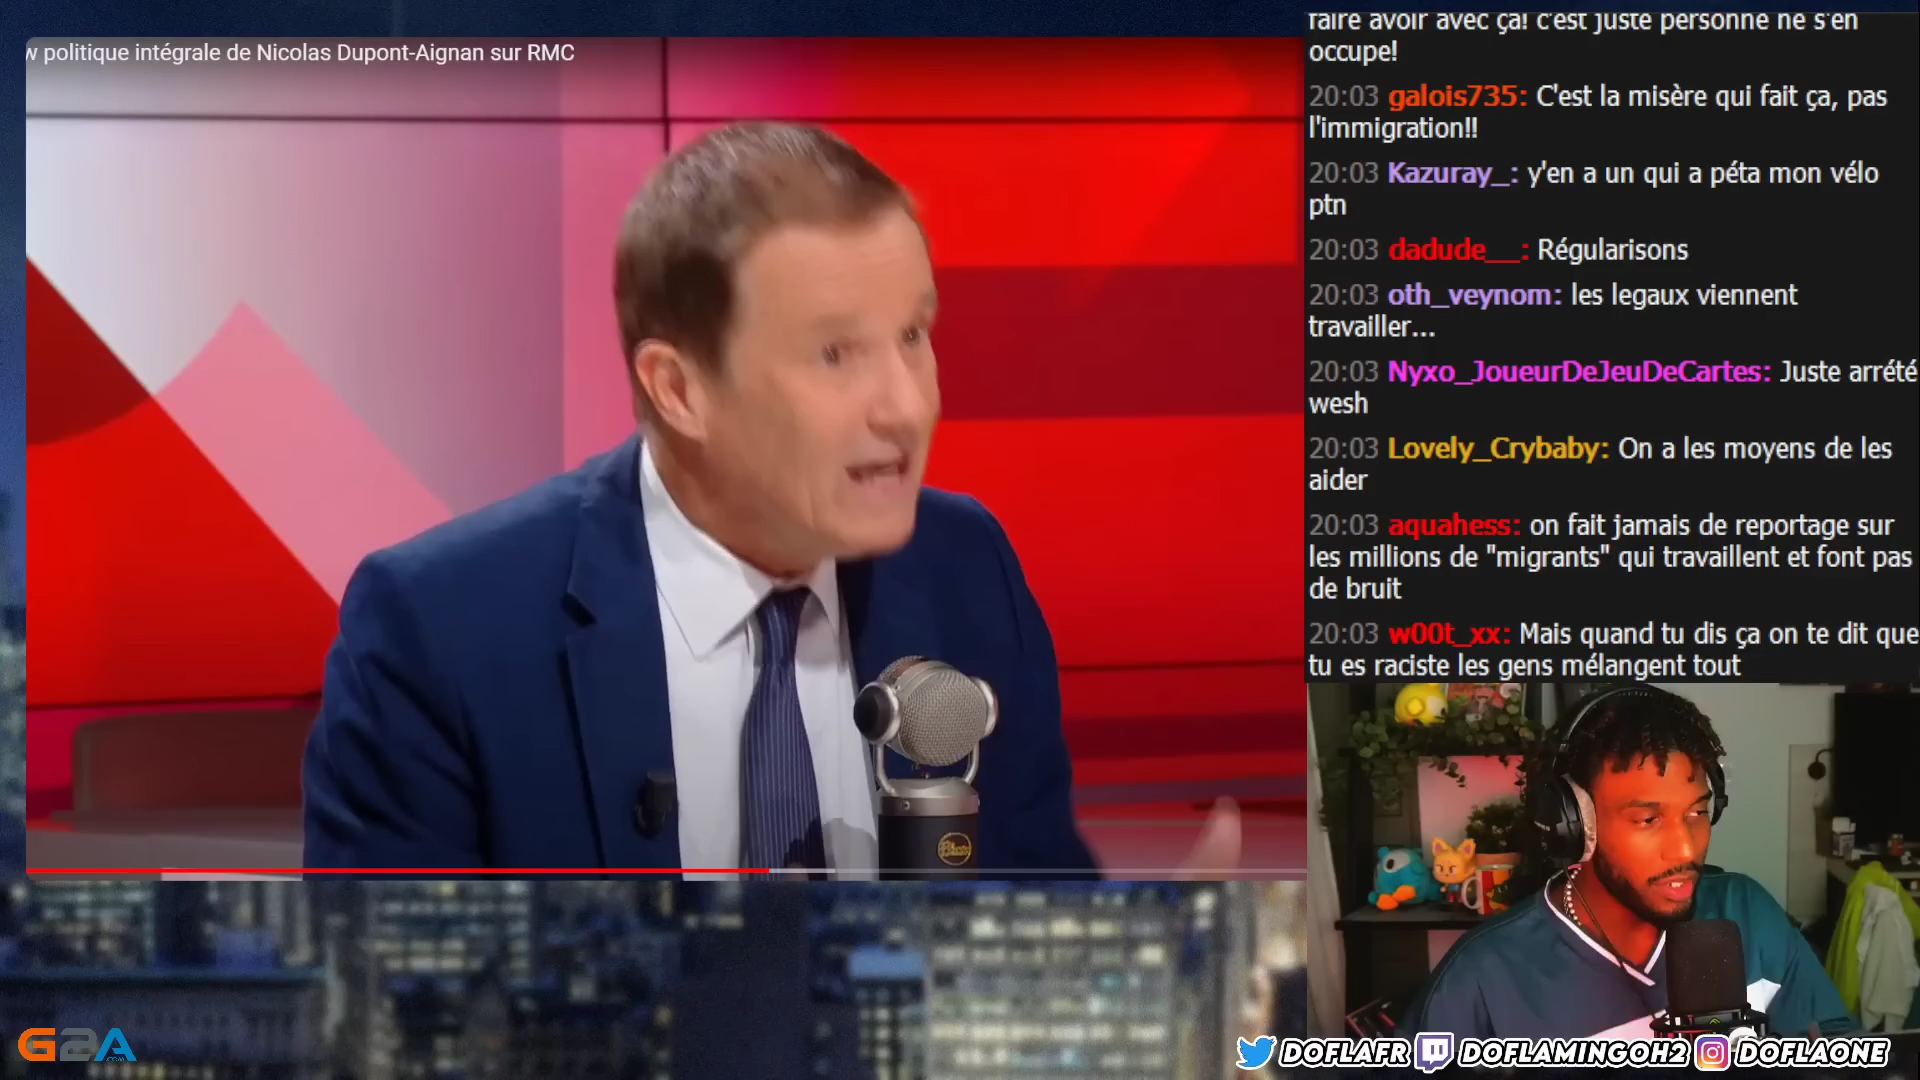 w politique intégrale de Nicolas Dupont-Aignan sur RMC
faire avoir avec ça! c'est juste personne ne s'en
occupe!
20:03 galois735: C'est la misère qui fait ça, pas
l'immigration!!
20:03 Kazuray_: y'en a un qui a péta mon vélo
ptn
20:03 dadude__: Régularisons
20:03 oth_veynom: les legaux viennent
travailler...
20:03 Nyxo_JoueurDeJeuDeCartes: Juste arrété
wesh
20:03 Lovely_Crybaby: On a les moyens de les
aider
20:03 aquahess: on fait jamais de reportage sur
les millions de "migrants" qui travaillent et font pas
de bruit
20:03 w00t_xx: Mais quand tu dis ça on te dit que
tu es raciste les gens mélangent tout
Blue
G2A
.COM
DOFLAFR DOFLAMINGOH2 DOFLAONE